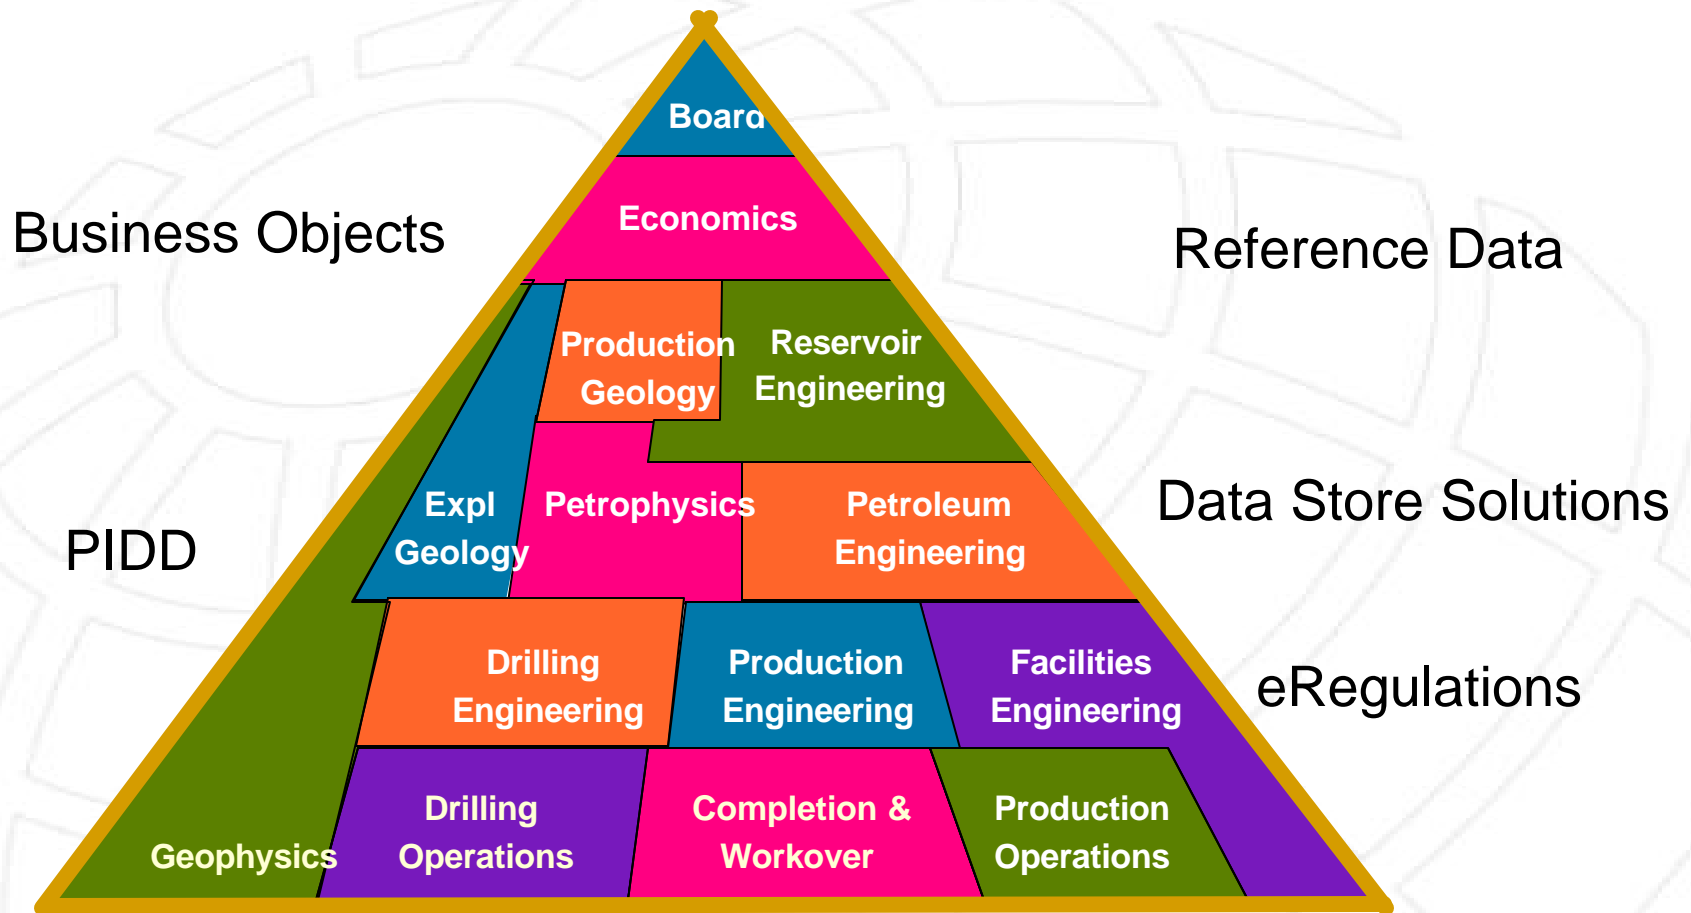 Board
Economics
Business Objects
Reference Data
Production
Geology
Reservoir
Engineering
Expl
Geology
Petrophysics
Petroleum
Engineering
Data Store Solutions
PIDD
Drilling
Engineering
Production
Engineering
Facilities
Engineering
eRegulations
Geophysics
Drilling
Operations
Completion &
Workover
Production
Operations